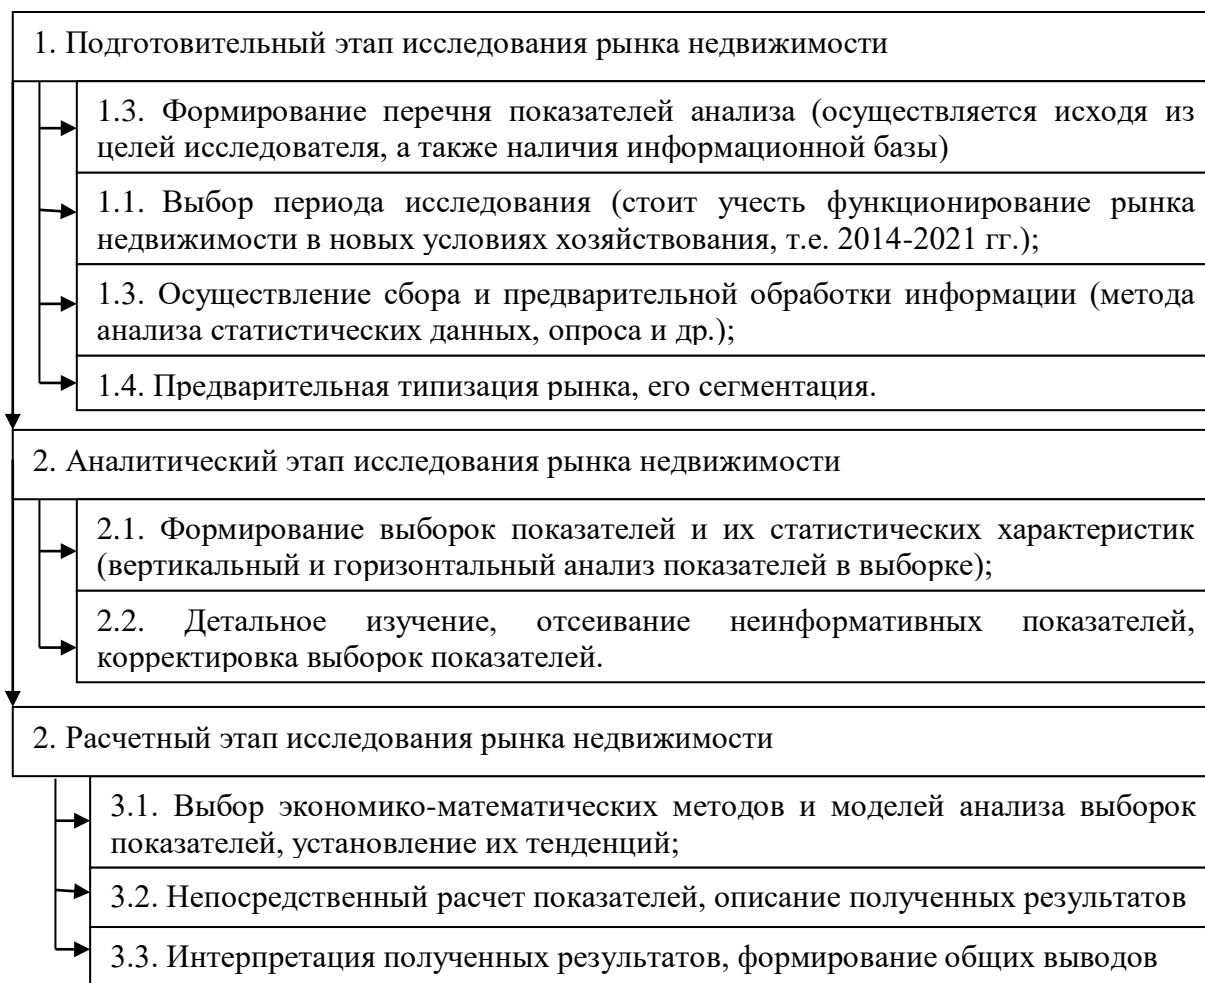 1. Подготовительный этап исследования рынка недвижимости
1.3. Формирование перечня показателей анализа (осуществляется исходя из
целей исследователя, а также наличия информационной базы)
1.1. Выбор периода исследования (стоит учесть функционирование рынка
недвижимости в новых условиях хозяйствования, т.е. 2014-2021 гг.);
1.3. Осуществление сбора и предварительной обработки информации (метода
анализа статистических данных, опроса и др.);
1.4. Предварительная типизация рынка, его сегментация.
2. Аналитический этап исследования рынка недвижимости
2.1. Формирование выборок показателей и их статистических характеристик
(вертикальный и горизонтальный анализ показателей в выборке);
2.2. Детальное изучение, отсеивание неинформативных показателей,
корректировка выборок показателей.
2. Расчетный этап исследования рынка недвижимости
3.1. Выбор экономико-математических методов и моделей анализа выборок
показателей, установление их тенденций;
3.2. Непосредственный расчет показателей, описание полученных результатов
3.3. Интерпретация полученных результатов, формирование общих выводов